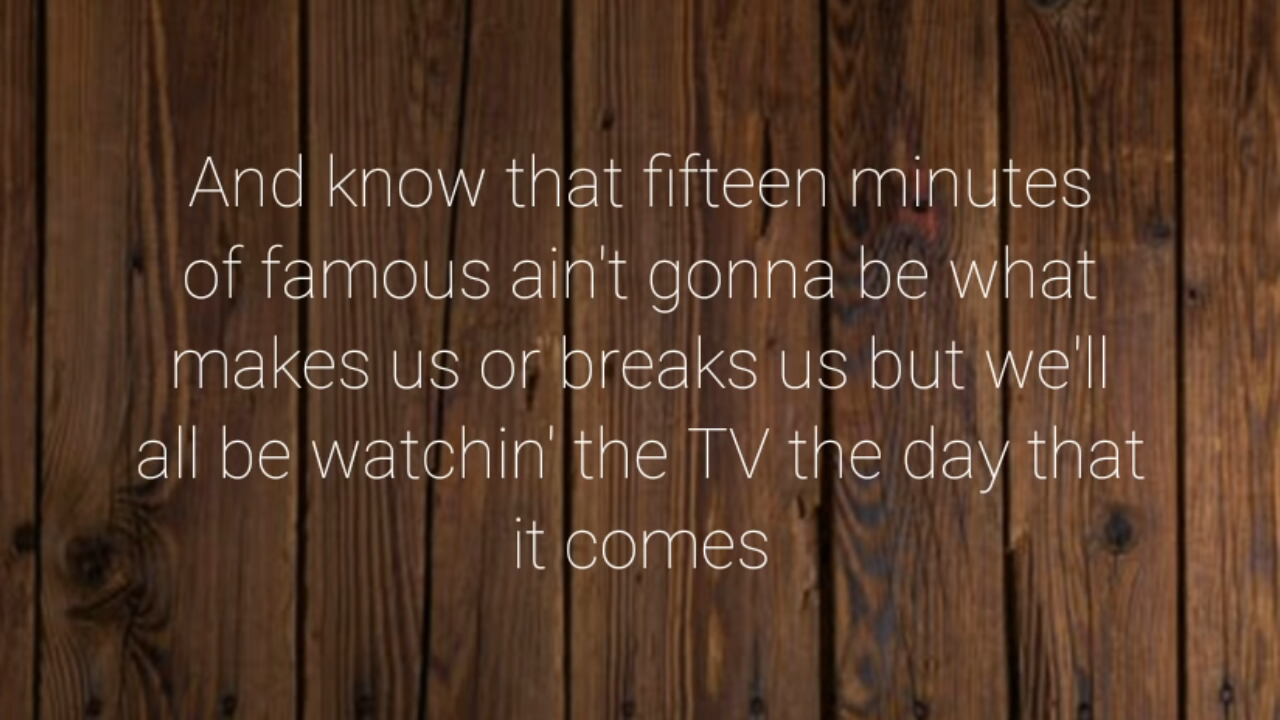 And know that fifteen minutes
of famous ain't gonna be what
makes us or breaks us but we'll
all be watchin' the TV the day that
it comes